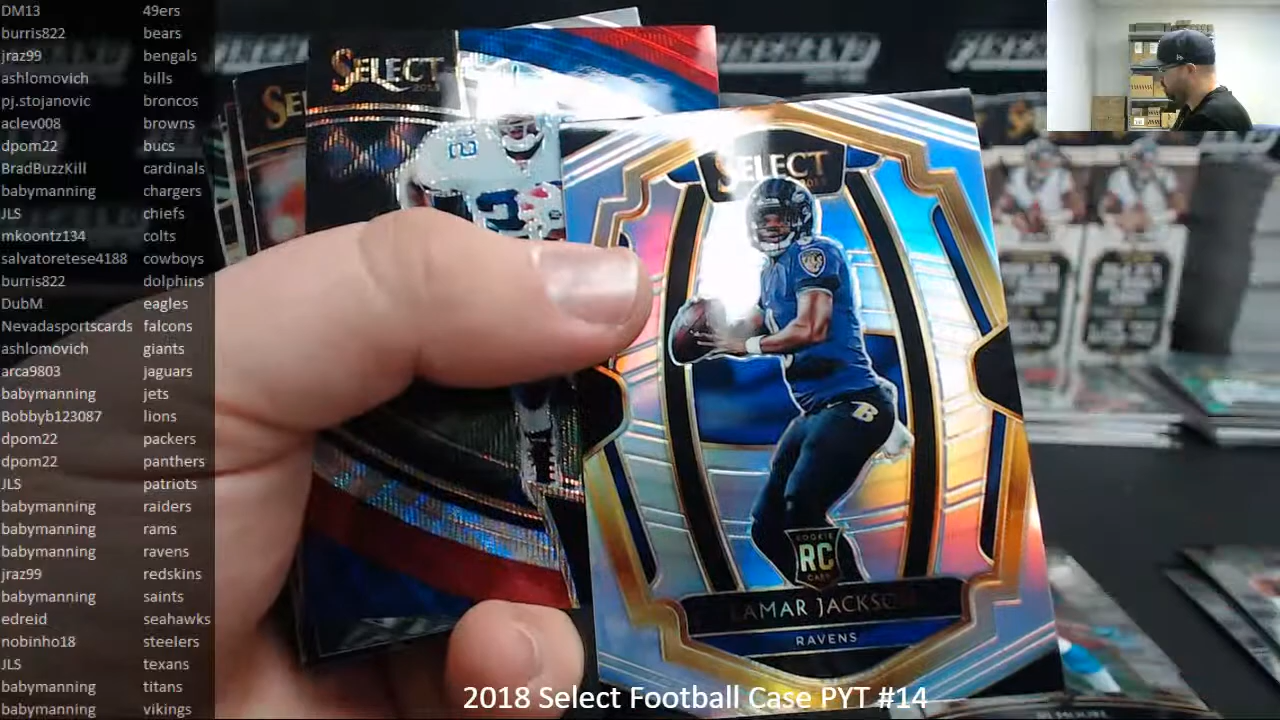 DM13 49ers
burris822 bears
jraz99 bengals
ashlomovich bills
pj.stojanovic broncos
aclev008 browns
dpom22 bucs
BradBuzzKill cardinals
babymanning chargers
JLS chiefs
mkoontz134 colts
salvatoretese4188 cowboys
burris822 dolphins
DubM eagles
Nevadasportscards falcons
ashlomovich giants
arca9803 jaguars
babymanning jets
Bobbyb123087 lions
dpom22 packers
dpom22 panthers
JLS patriots
babymanning raiders
babymanning rams
babymanning ravens
jraz99 redskins
babymanning saints
edreid seahawks
nobinho18 steelers
JLS texans
babymanning titans
babymanning vikings
SE
SELECT
2018
SELECT
ROOKIE
RC
CARD
LAMAR JACKSON
RAVENS
2018 Select Football Case PYT #14